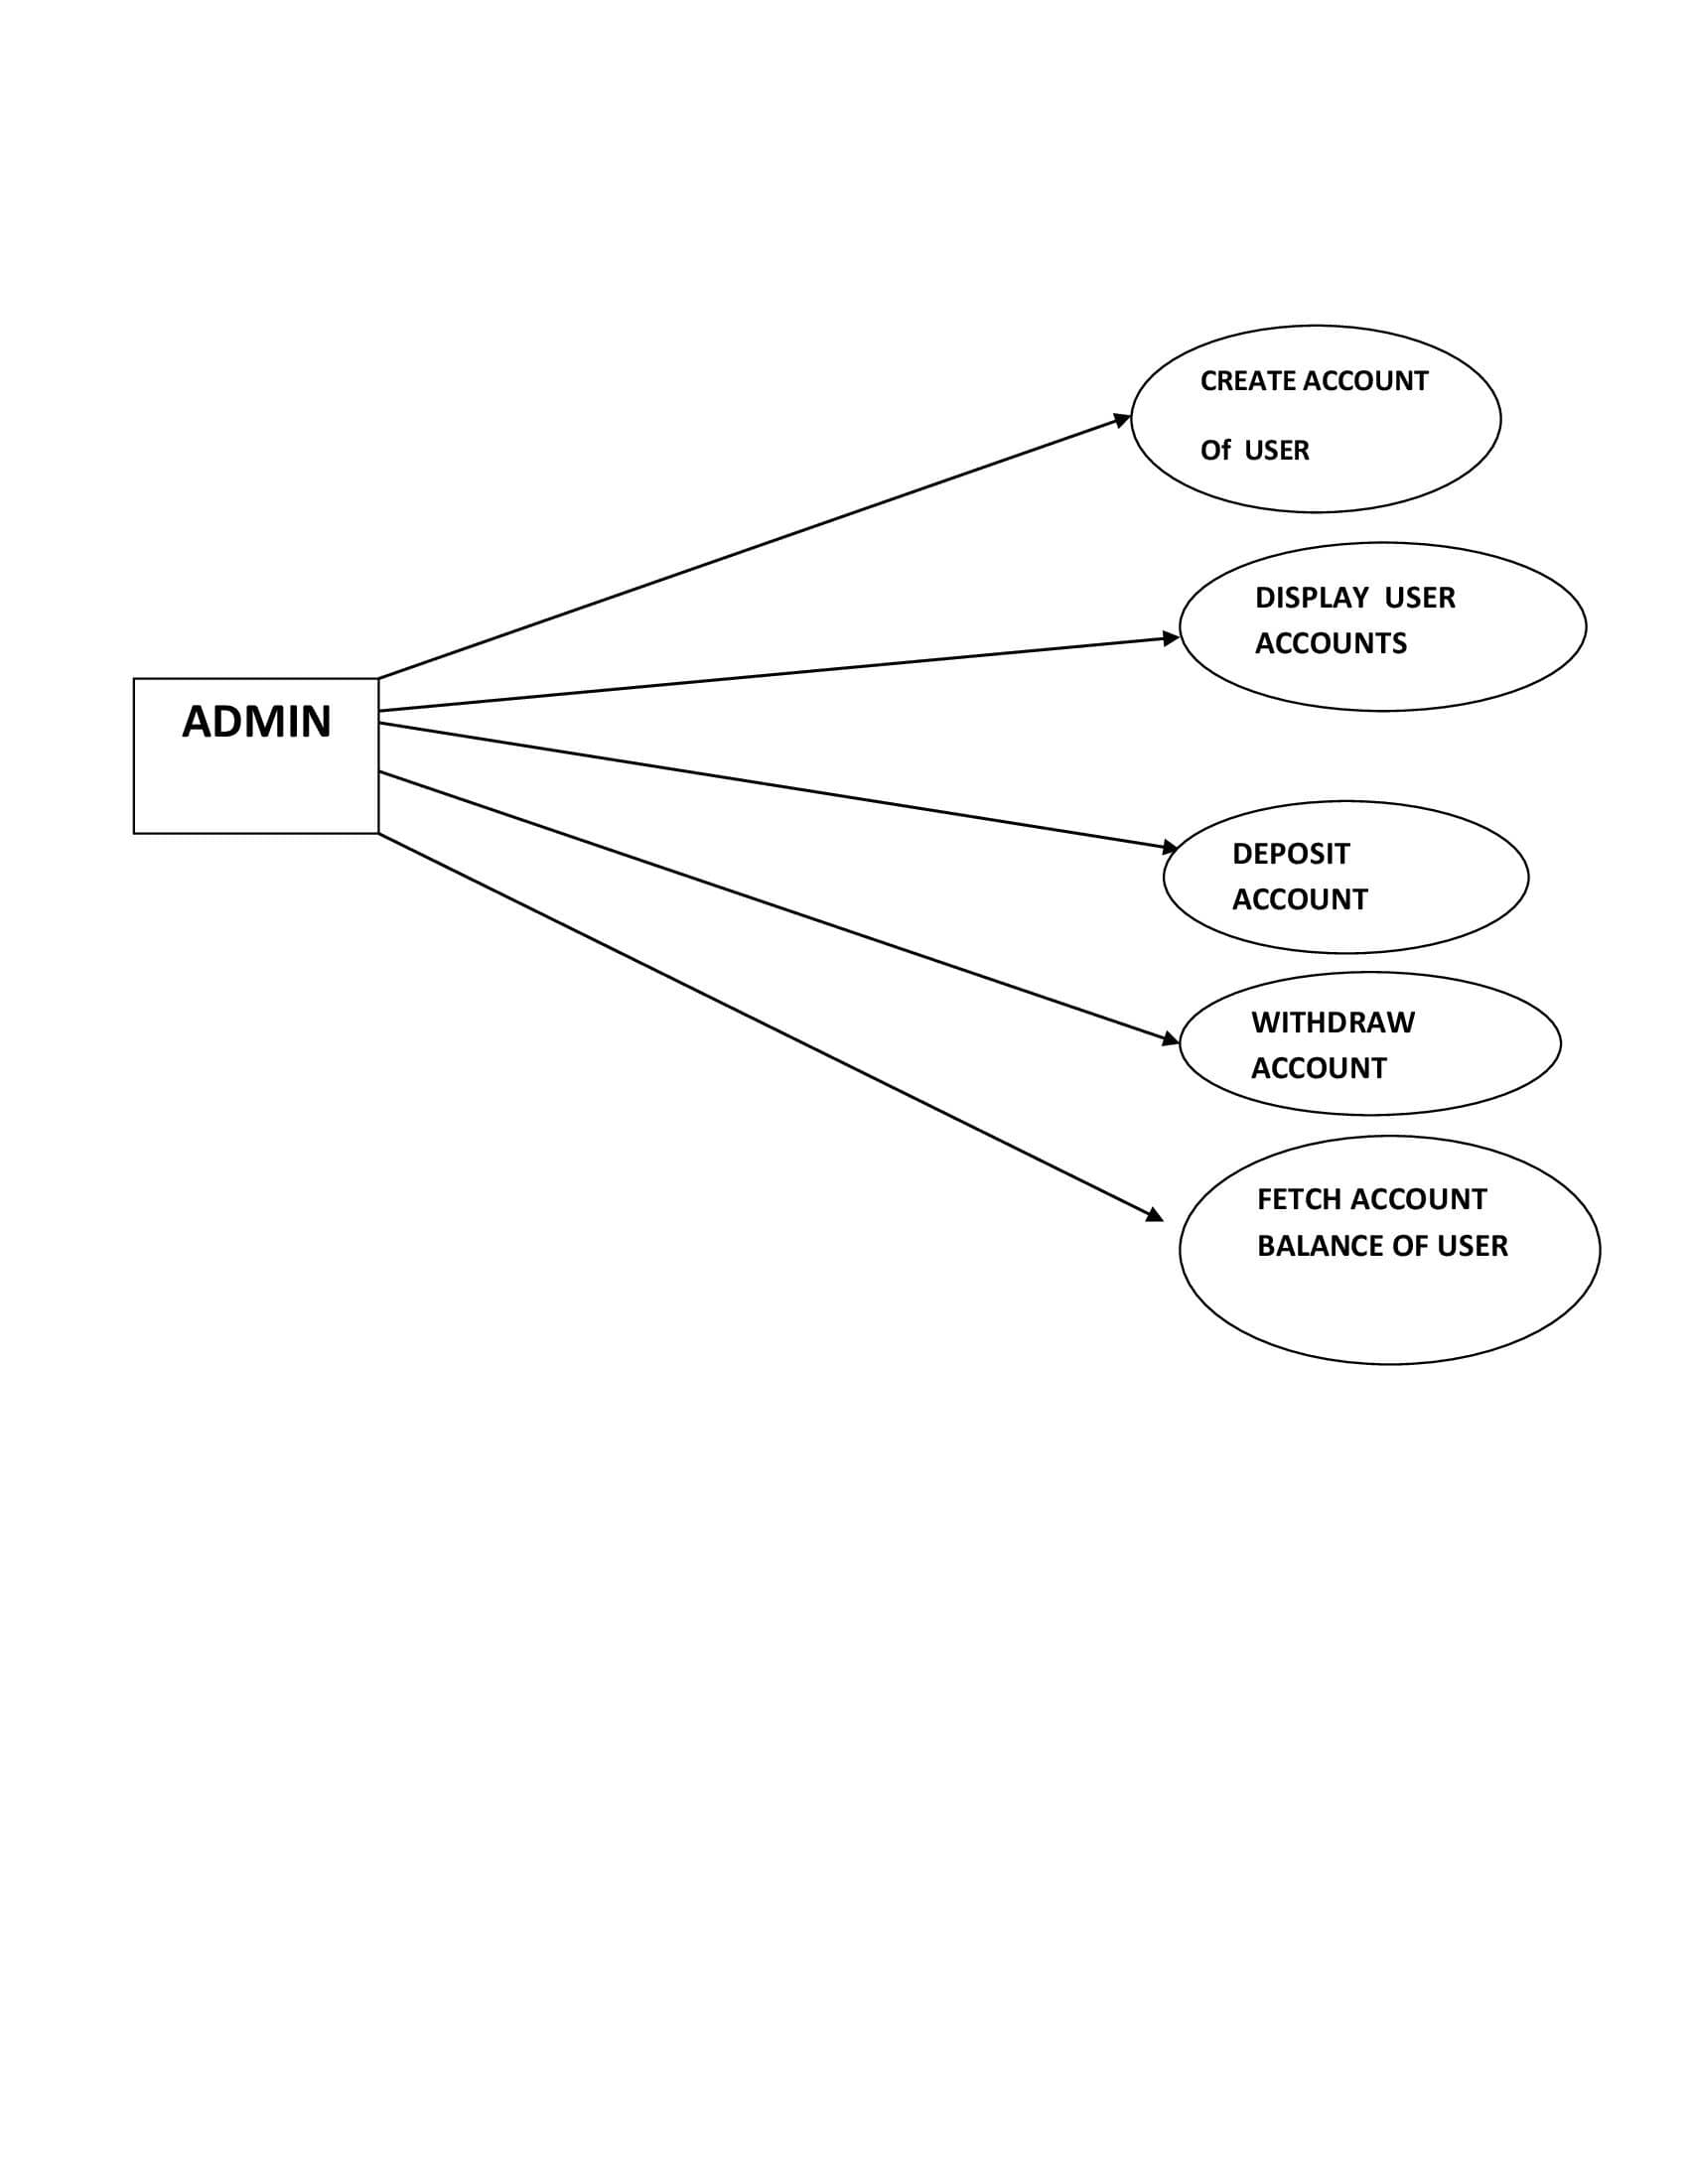 CREATE ACCOUNT
Of  USER
DISPLAY  USER
ACCOUNTS
ADMIN
DEPOSIT
ACCOUNT
WITHDRAW
ACCOUNT
FETCH ACCOUNT
BALANCE OF USER